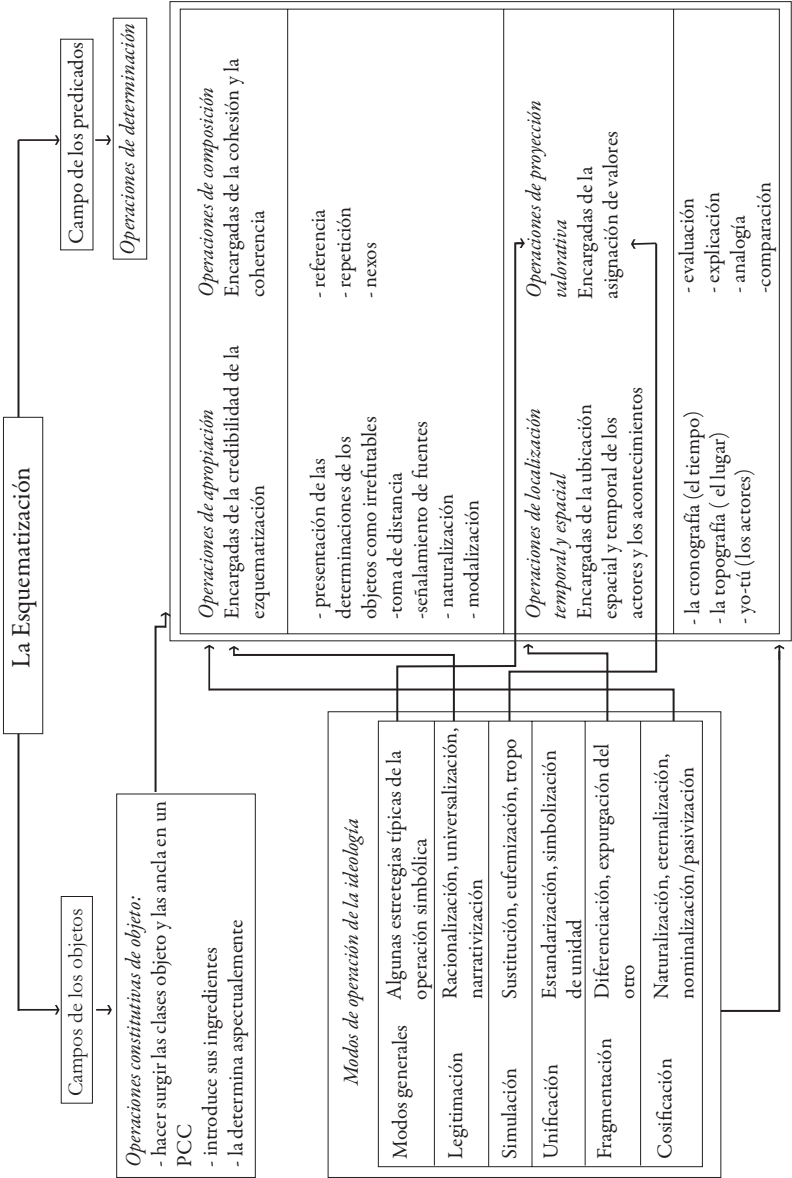 La Esquematización
Campos de los objetos
Campo de los predicados
Operaciones constitutivas de objeto:
- hacer surgir las clases objeto y las ancla en un
PCC
- introduce sus ingredientes
- la determina aspectualmente
Operaciones de determinación
Operaciones de apropiación
Encargadas de la credibilidad de la
ezquematización
Operaciones de composición
Encargadas de la cohesión y la
coherencia
- presentación de las
determinaciones de los
objetos como irrefutables
-toma de distancia
-señalamiento de fuentes
- naturalización
- modalización
- referencia
- repetición
- nexos
Operaciones de localización
temporal y espacial
Encargadas de la ubicación
espacial y temporal de los
actores y los acontecimientos
Operaciones de proyección
valorativa
Encargadas de la
asignación de valores
- la cronografía (el tiempo)
- la topografía ( el lugar)
- yo-tú (los actores)
- evaluación
- explicación
- analogía
-comparación
Modos de operación de la ideología
Modos generales
Algunas estretegias típicas de la
operación simbólica
Legitimación
Racionalización, universalización,
narrativización
Simulación
Sustitución, eufemización, tropo
Unificación
Estandarización, simbolización
de unidad
Fragmentación
Diferenciación, expurgación del
otro
Cosificación
Naturalización, eternalización,
nominalización/pasivización